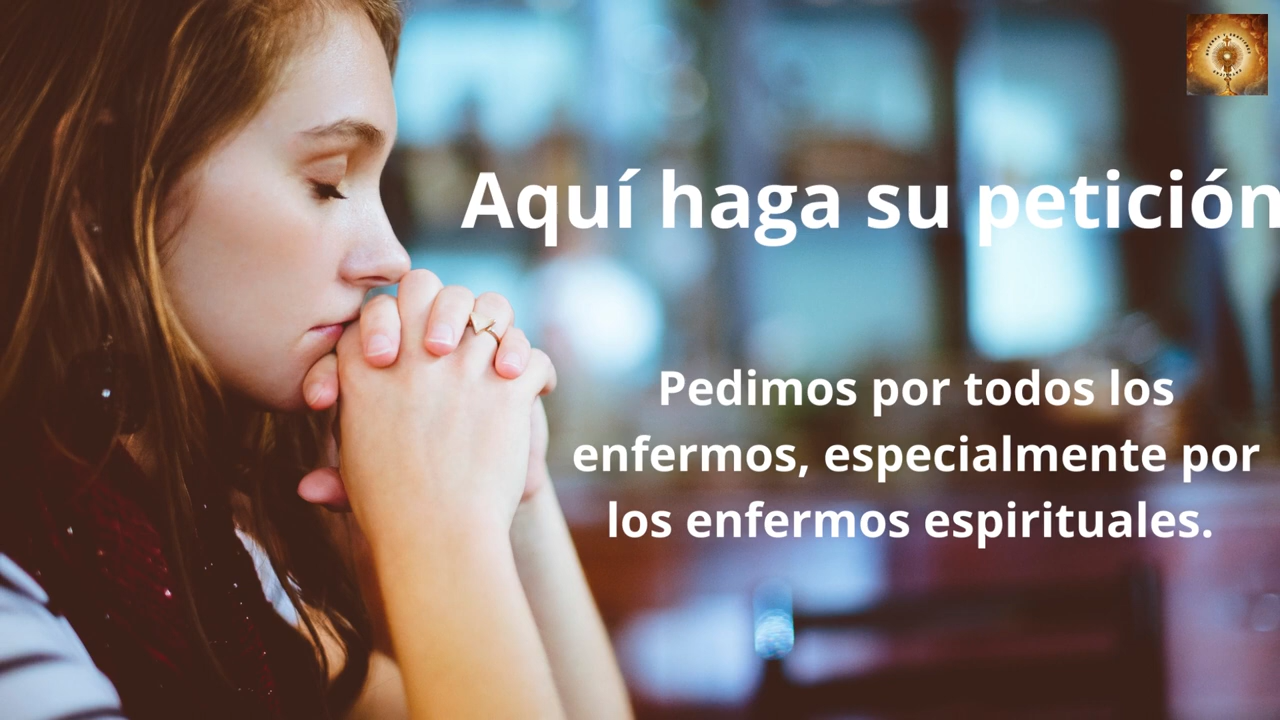 Aquí haga su petición
Pedimos por todos los
enfermos, especialmente por
los enfermos espirituales.